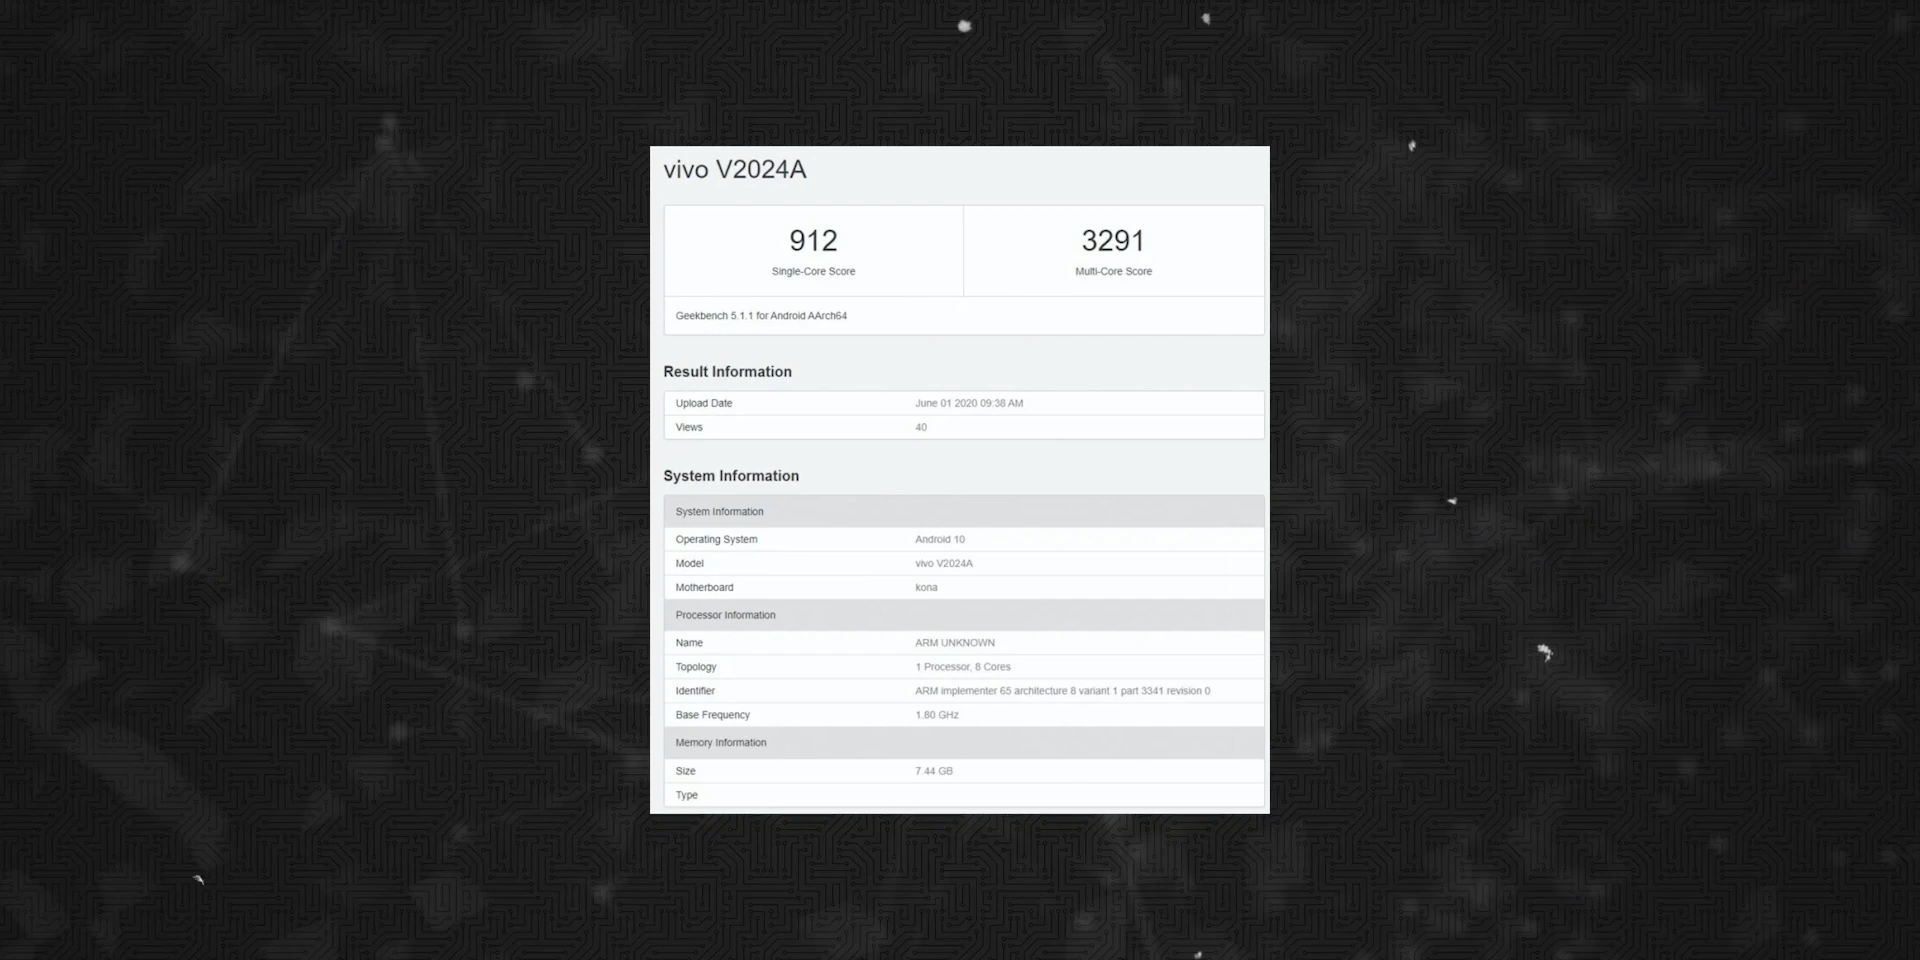 vivo V2024A
912 3291
Single-Core Score Multi-Core Score
Geekbench 5.1.1 for Android AArch64
Result Information
Upload Date June 01 2020 09:38 AM
Views 40
System Information
System Information
Operating System Android 10
Model vivo V2024A
Motherboard kona
Processor Information
Name ARM UNKNOWN
Topology 1 Processor, 8 Cores
Identifier ARM implementer 65 architecture 8 variant 1 part 3341 revision 0
Base Frequency 1.80 GHz
Memory Information
Size 7.44 GB
Type